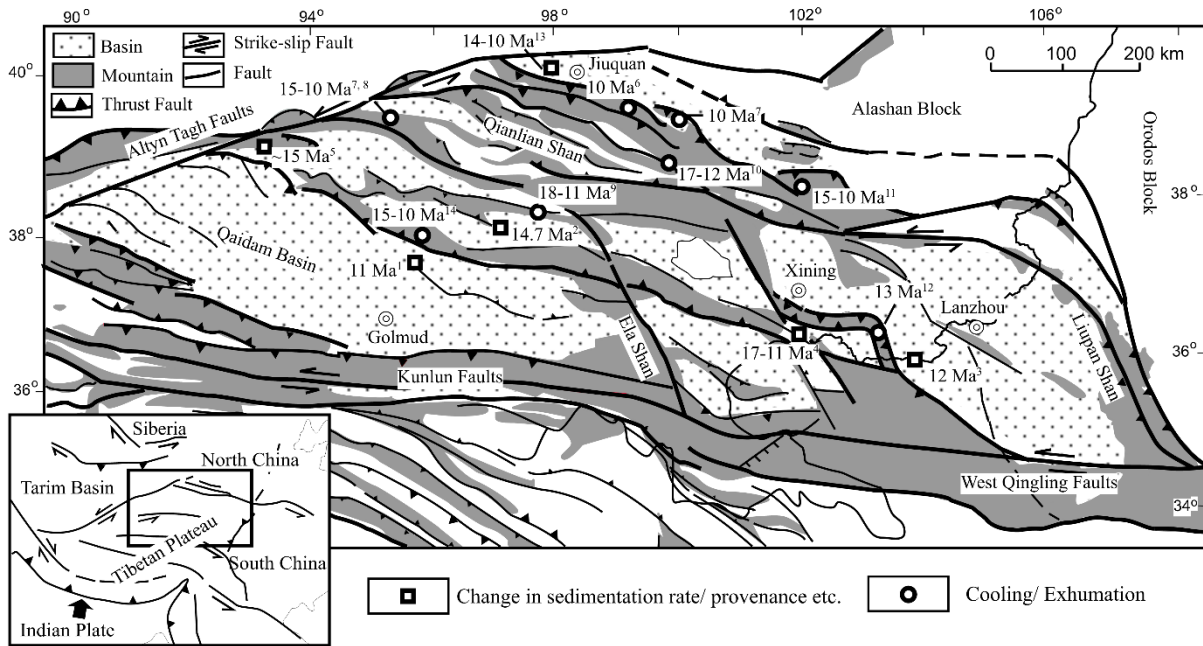 90°
94°
98°
102°
106°
Basin
Strike-slip Fault
Mountain
Fault
Thrust Fault
14-10 Ma¹³
Jiuquan
0 100 200 km
40°
15-10 Ma⁷,⁸
10 Ma⁶
10 Ma⁷
Alashan Block
Orodos Block
Altyn Tagh Faults
Qianlian Shan
~15 Ma⁵
17-12 Ma¹⁰
18-11 Ma⁹
15-10 Ma¹¹
38°
15-10 Ma¹⁴
14.7 Ma²
38°
Qaidam Basin
11 Ma¹
Xining
13 Ma¹²
Lanzhou
Golmud
Ela Shan
17-11 Ma⁴
12 Ma³
Liupan Shan
36°
36°
Kunlun Faults
West Qingling Faults
34°
Siberia
North China
Tarim Basin
Tibetan Plateau
South China
Indian Platc
Change in sedimentation rate/ provenance etc.
Cooling/ Exhumation